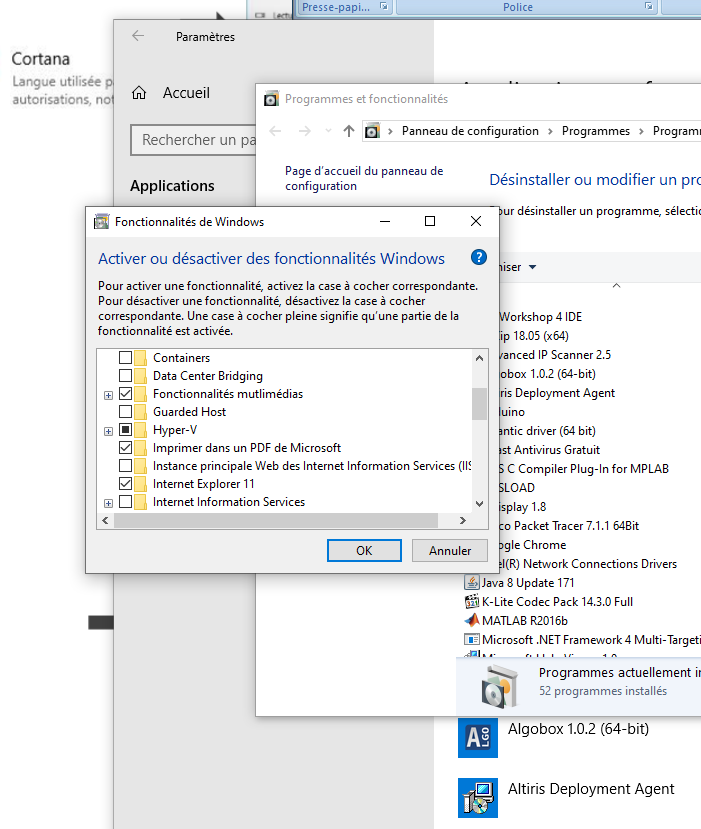 Presse-papi...
Police
Cortana
Langue utilisée p
autorisations, not
Paramètres
Accueil
Rechercher un pa
Applications
Programmes et fonctionnalités
Panneau de configuration
Programmes
Programm
Page d'accueil du panneau de
configuration
Désinstaller ou modifier un pro
our désinstaller un programme, sélectio
niser
Fonctionnalités de Windows
Activer ou désactiver des fonctionnalités Windows
Pour activer une fonctionnalité, activez la case à cocher correspondante.
Pour désactiver une fonctionnalité, désactivez la case à cocher
correspondante. Une case à cocher pleine signifie qu'une partie de la
fonctionnalité est activée.
Containers
Data Center Bridging
Fonctionnalités mutlimédias
Guarded Host
Hyper-V
Imprimer dans un PDF de Microsoft
Instance principale Web des Internet Information Services (IIS
Internet Explorer 11
Internet Information Services
OK
Annuler
Workshop 4 IDE
ip 18.05 (x64)
vanced IP Scanner 2.5
obox 1.0.2 (64-bit)
iris Deployment Agent
uino
antic driver (64 bit)
ast Antivirus Gratuit
S C Compiler Plug-In for MPLAB
SLOAD
isplay 1.8
co Packet Tracer 7.1.1 64Bit
ogle Chrome
el(R) Network Connections Drivers
Java 8 Update 171
K-Lite Codec Pack 14.3.0 Full
MATLAB R2016b
Microsoft .NET Framework 4 Multi-Targeti
Programmes actuellement in
52 programmes installés
Algobox 1.0.2 (64-bit)
Altiris Deployment Agent